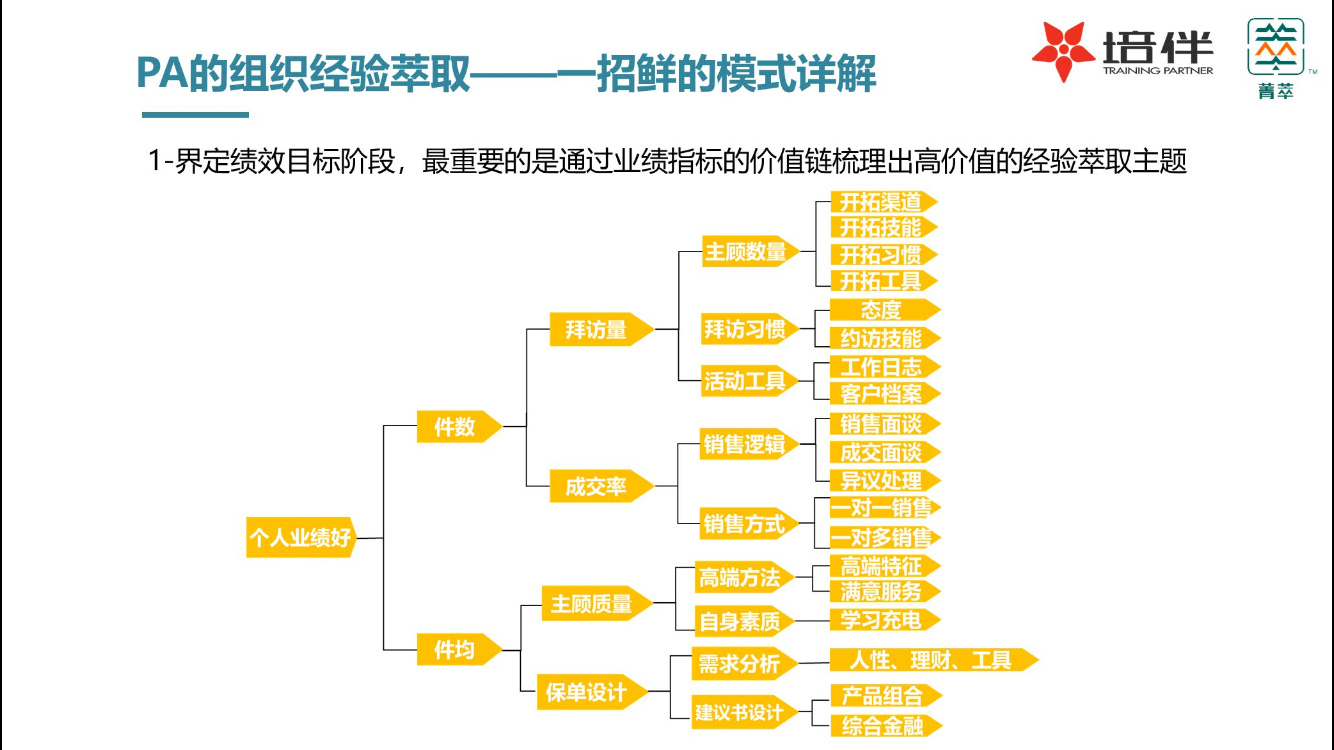 PA的组织经验萃取——一招鲜的模式详解
培伴
TRAINING PARTNER
TM
菁萃
1-界定绩效目标阶段，最重要的是通过业绩指标的价值链梳理出高价值的经验萃取主题
个人业绩好
件数
件均
拜访量
成交率
主顾质量
保单设计
主顾数量
拜访习惯
活动工具
销售逻辑
销售方式
高端方法
自身素质
需求分析
建议书设计
开拓渠道
开拓技能
开拓习惯
开拓工具
态度
约访技能
工作日志
客户档案
销售面谈
成交面谈
异议处理
一对一销售
一对多销售
高端特征
满意服务
学习充电
人性、理财、工具
产品组合
综合金融